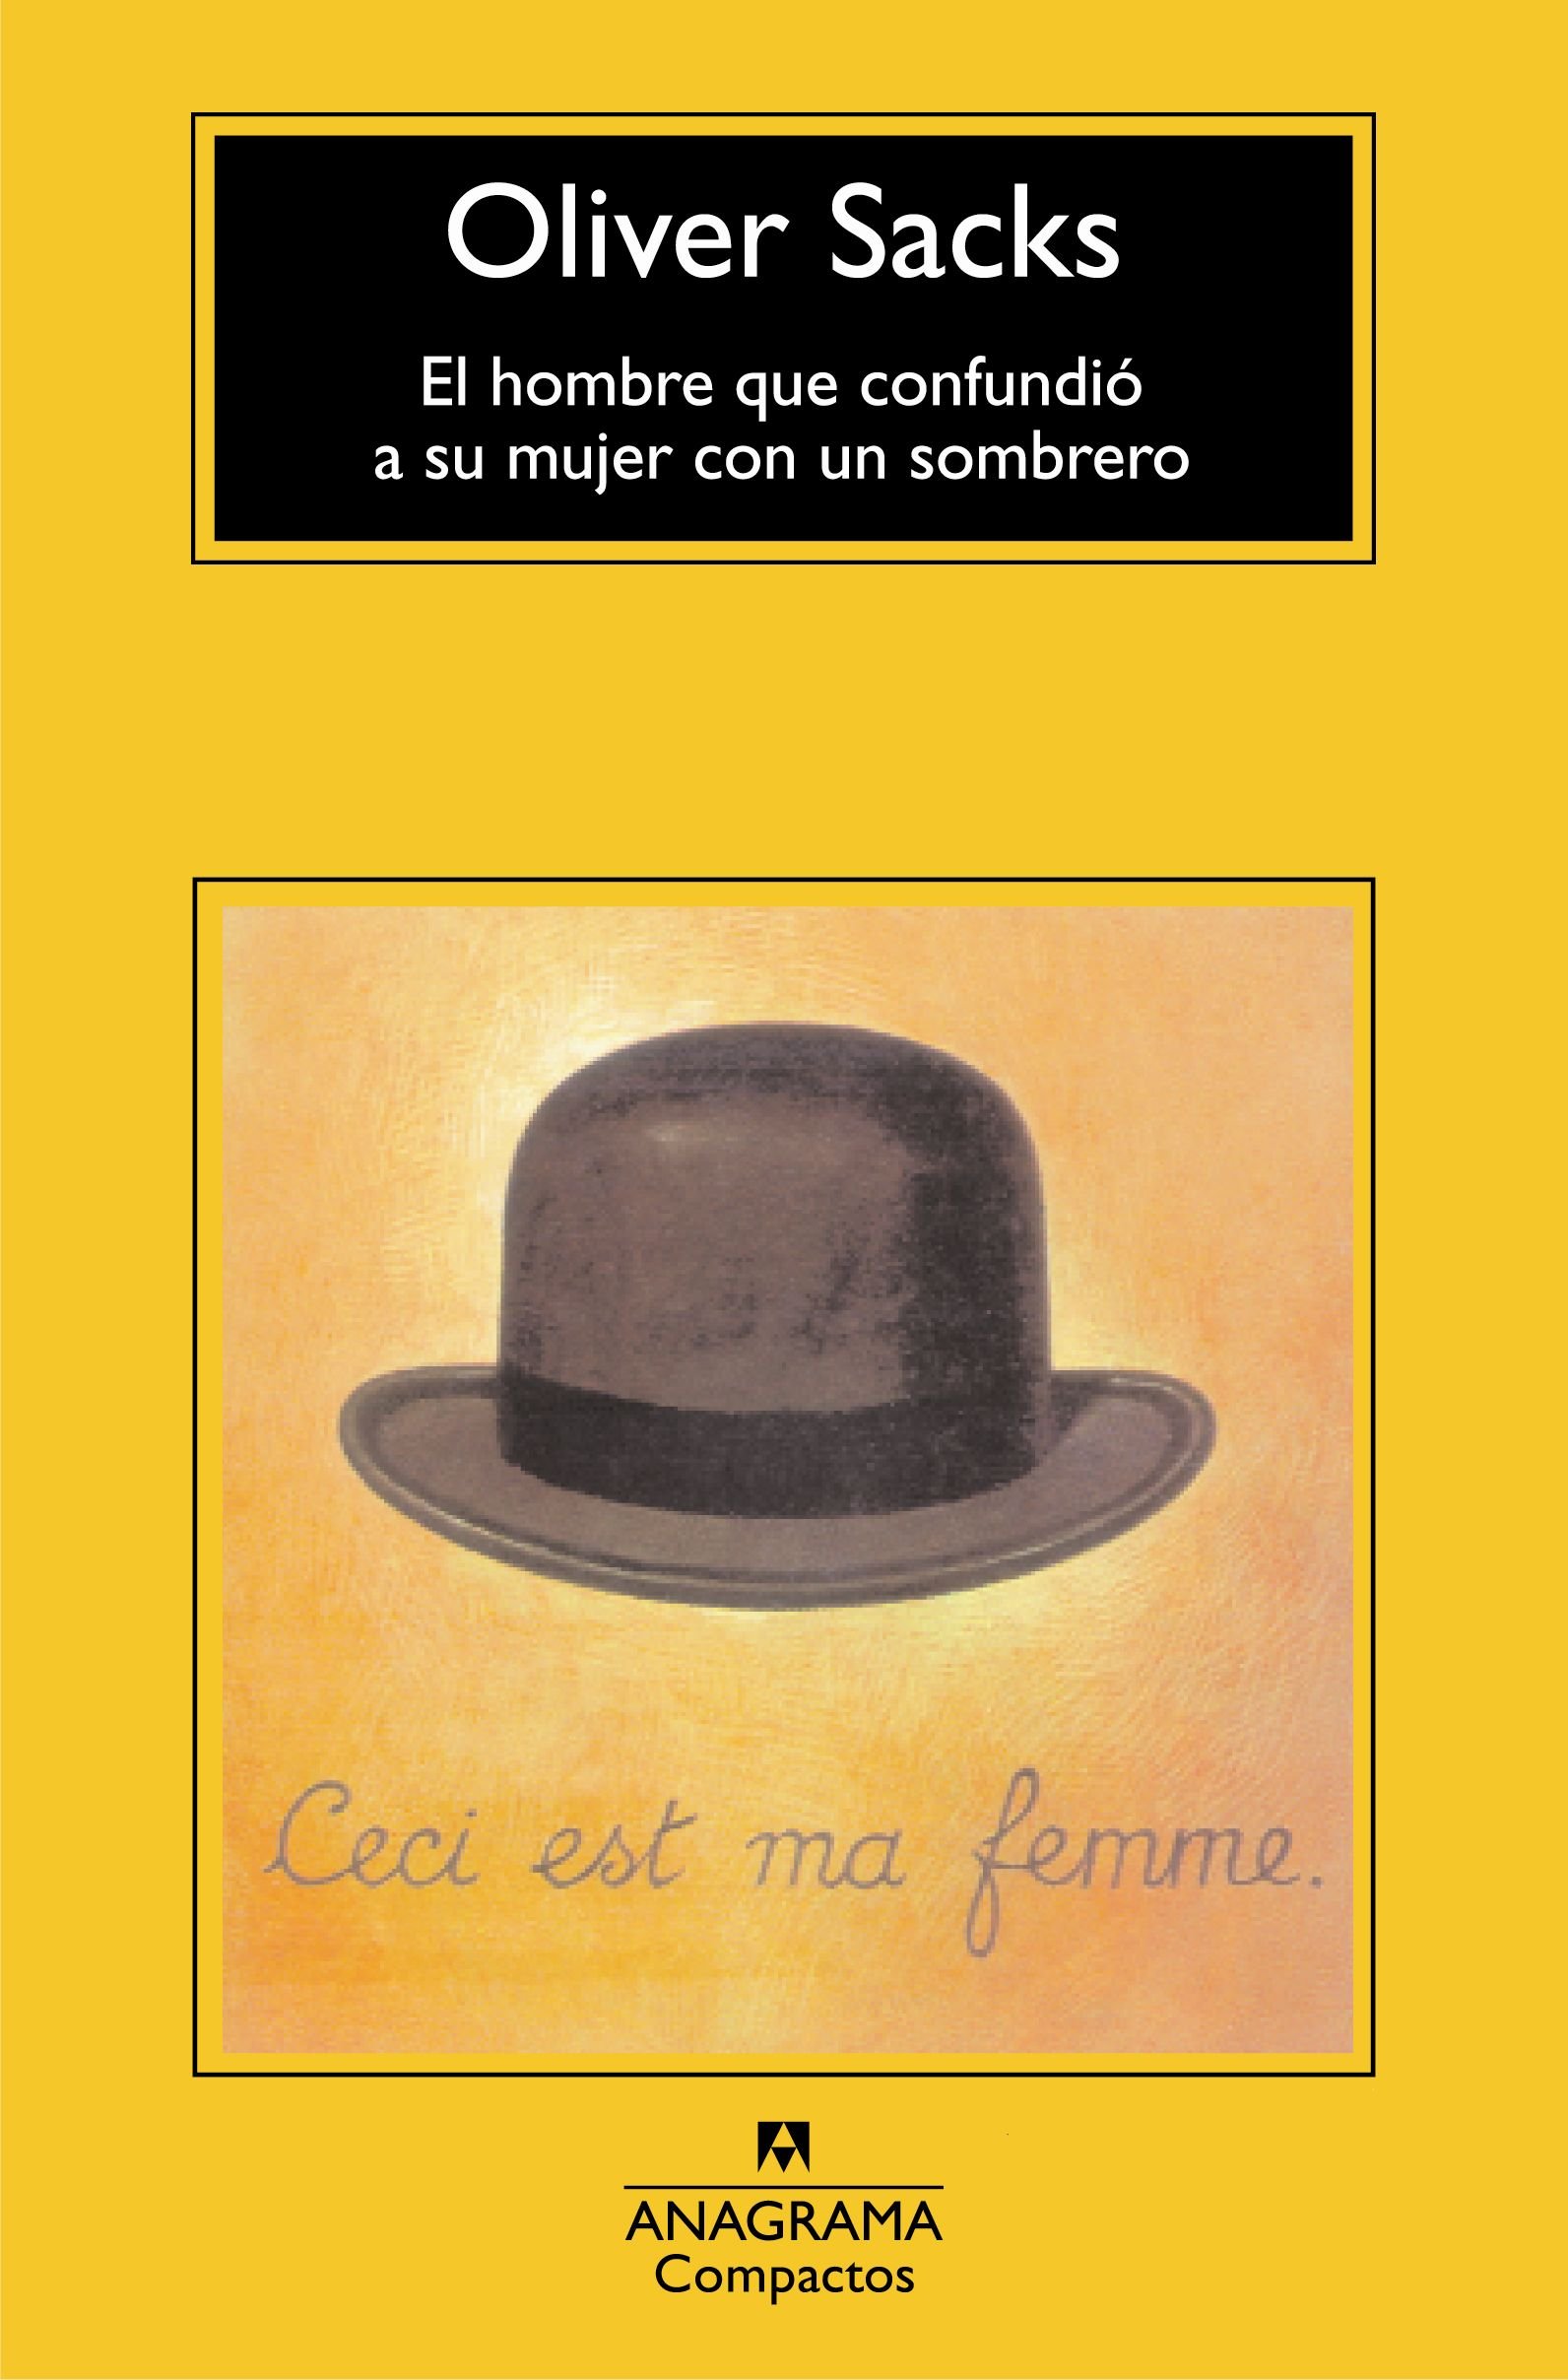 Oliver Sacks
El hombre que confundió
a su mujer con un sombrero
Ceci est ma femme.
ANAGRAMA
Compactos